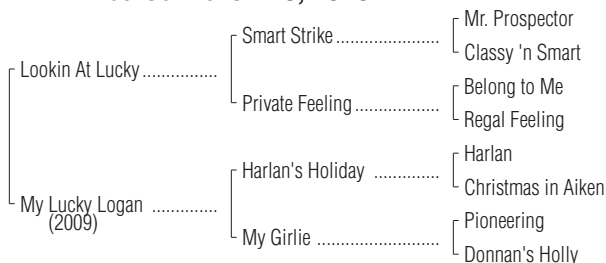 Smart Strike
Mr. Prospector
Classy 'n Smart
Lookin At Lucky
Private Feeling
Belong to Me
Regal Feeling
Harlan's Holiday
Harlan
Christmas in Aiken
My Lucky Logan
(2009)
My Girlie
Pioneering
Donnan's Holly